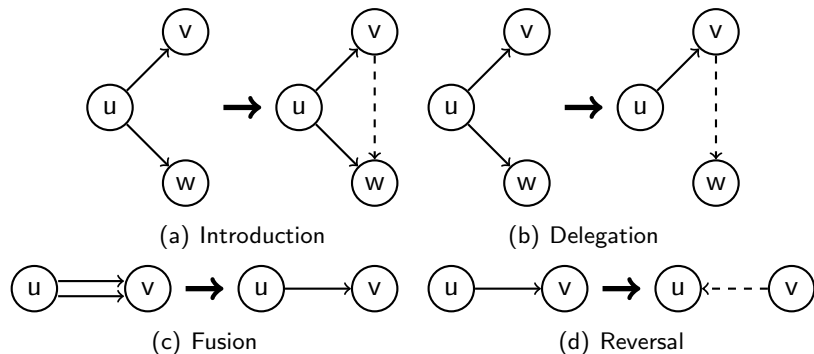 v v v v
u u u u
w w w w
(a) Introduction (b) Delegation
u v u v u v u v
(c) Fusion (d) Reversal